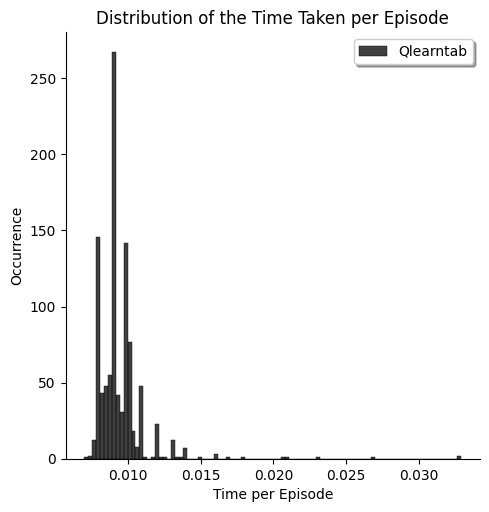 Distribution of the Time Taken per Episode
Qlearntab
250
200
150
100
50
0
Occurrence
0.010
0.015
0.020
0.025
0.030
Time per Episode